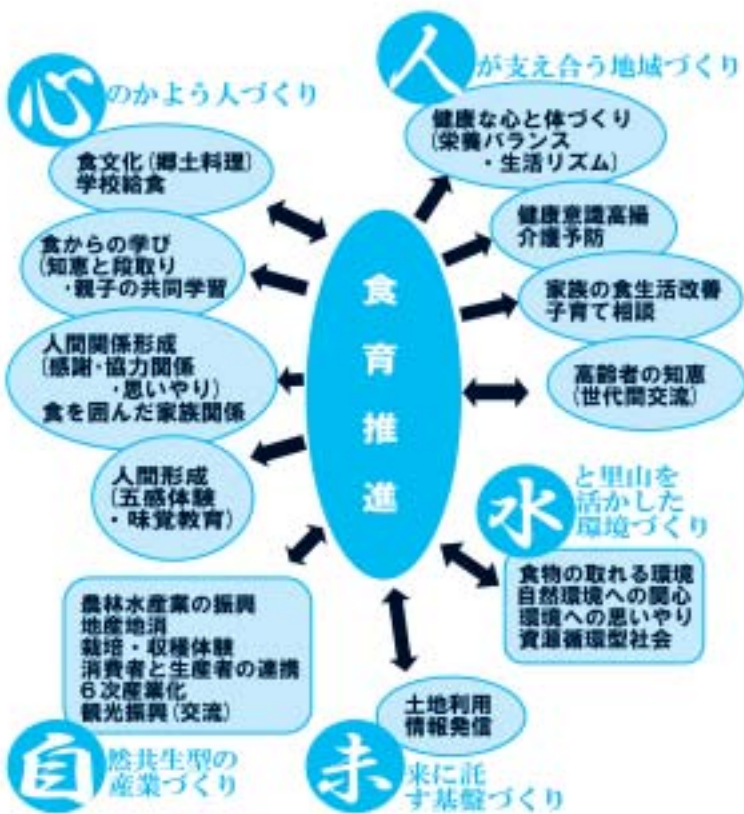 心のかよう人づくり
食文化(郷土料理)
学校給食
食からの学び
(知恵と段取り
・親子の共同学習
人間関係形成
(感謝・協力関係
・思いやり)
食を囲んだ家族関係
人間形成
(五感体験
・味覚教育)
人が支え合う地域づくり
健康な心と体づくり
(栄養バランス
・生活リズム)
健康意識高揚
介護予防
家族の食生活改善
子育て相談
高齢者の知恵
(世代間交流)
食育推進
水と里山を
活かした
環境づくり
食物の取れる環境
自然環境への関心
環境への思いやり
資源循環型社会
農林水産業の振興
地産地消
栽培・収穫体験
消費者と生産者の連携
6次産業化
観光振興(交流)
自然共生型の
産業づくり
土地利用
情報発信
未来に託
す基盤づくり